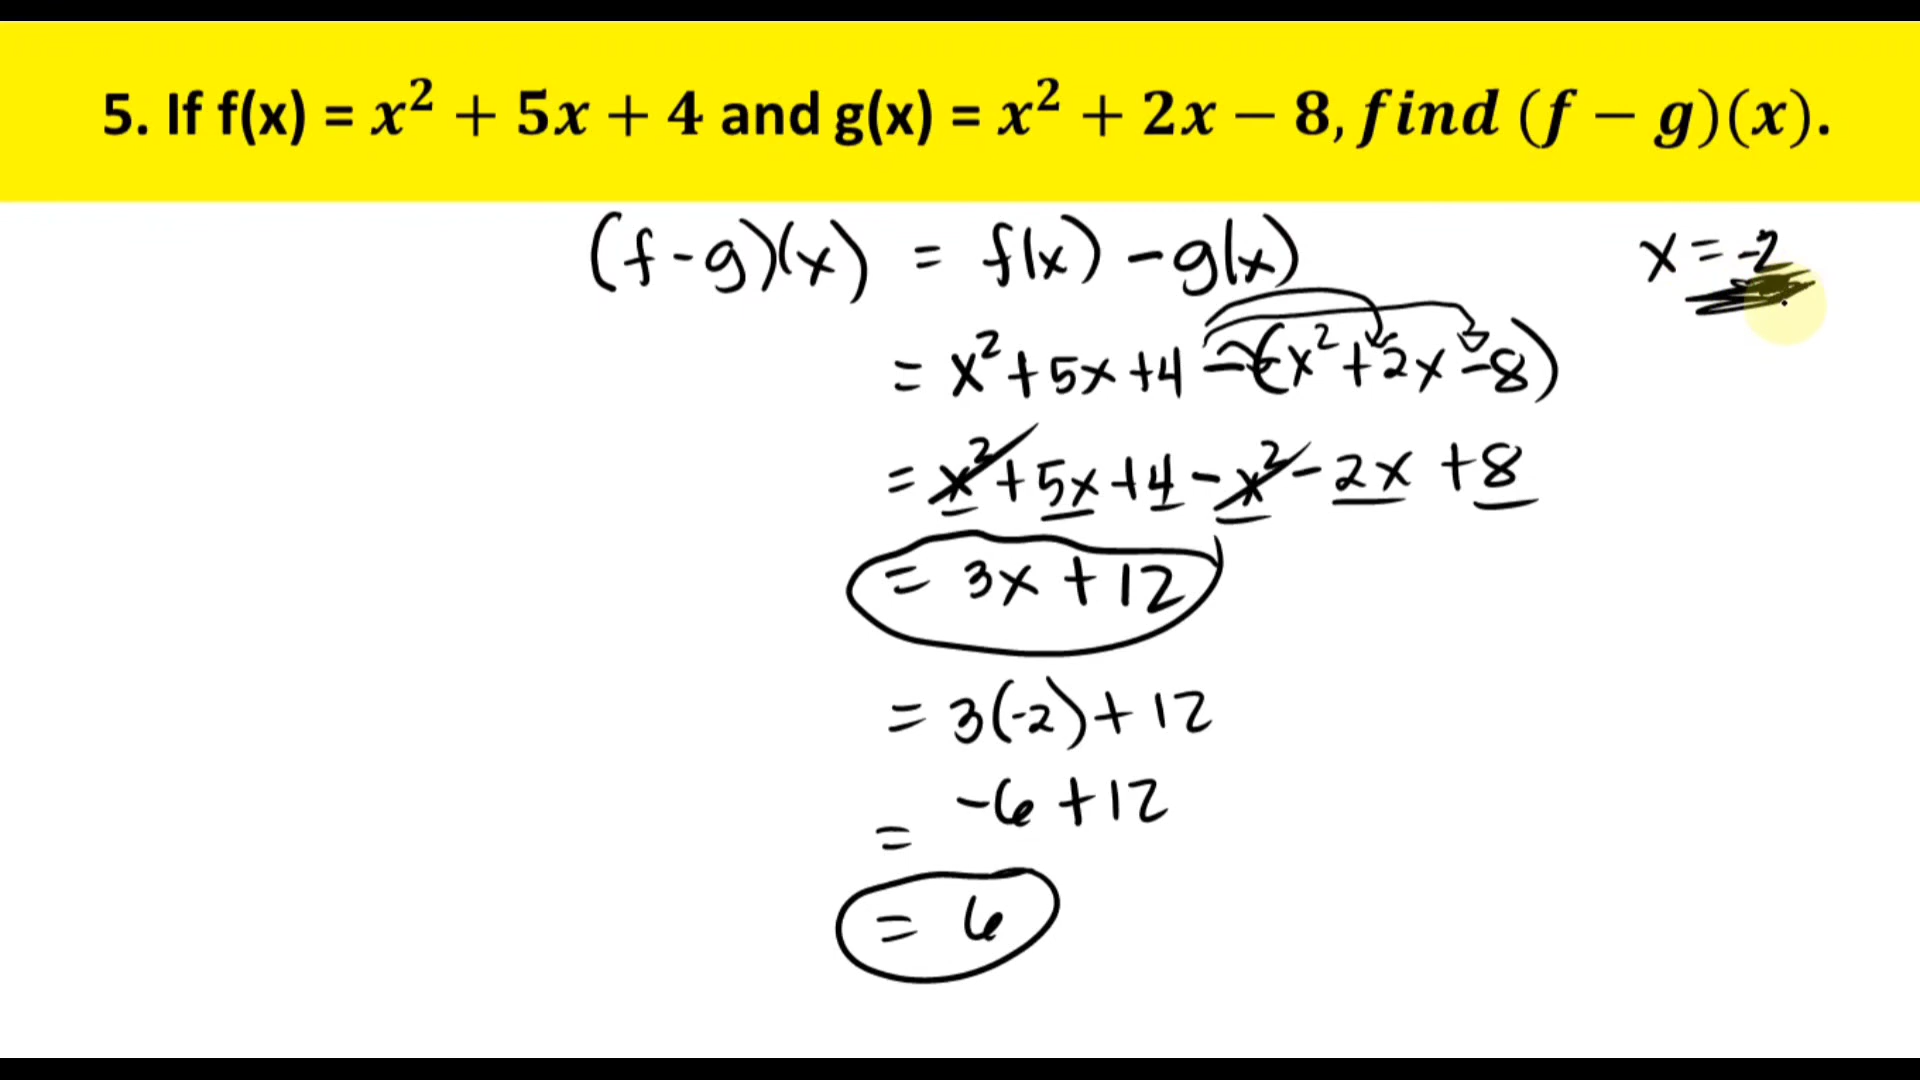 5. If f(x) = x² + 5x + 4 and g(x) = x² + 2x − 8, find (f − g)(x).
(f-g)(x) = f(x) - g(x)
x = -2
= x² + 5x + 4 - (x² + 2x - 8)
= x² + 5x + 4 - x² - 2x + 8
= 3x + 12
= 3(-2) + 12
= -6 + 12
= 6